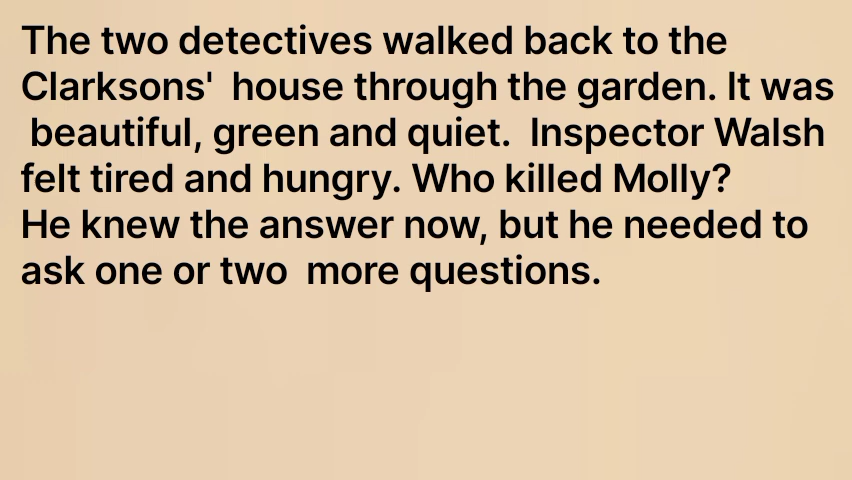 The two detectives walked back to the
Clarksons'  house through the garden. It was
 beautiful, green and quiet.  Inspector Walsh
felt tired and hungry. Who killed Molly?
He knew the answer now, but he needed to
ask one or two  more questions.